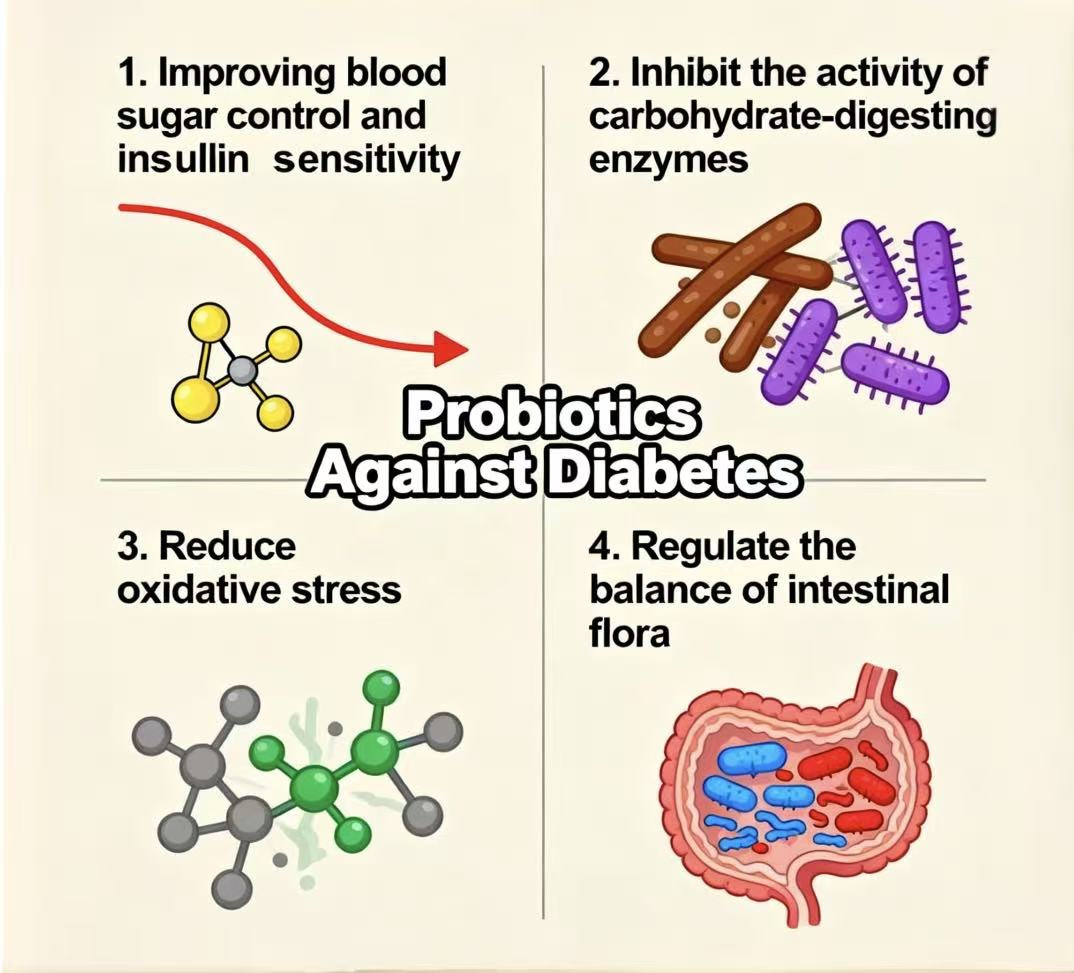 1. Improving blood
sugar control and
insullin sensitivity
2. Inhibit the activity of
carbohydrate-digesting
enzymes
Probiotics
Against Diabetes
3. Reduce
oxidative stress
4. Regulate the
balance of intestinal
flora